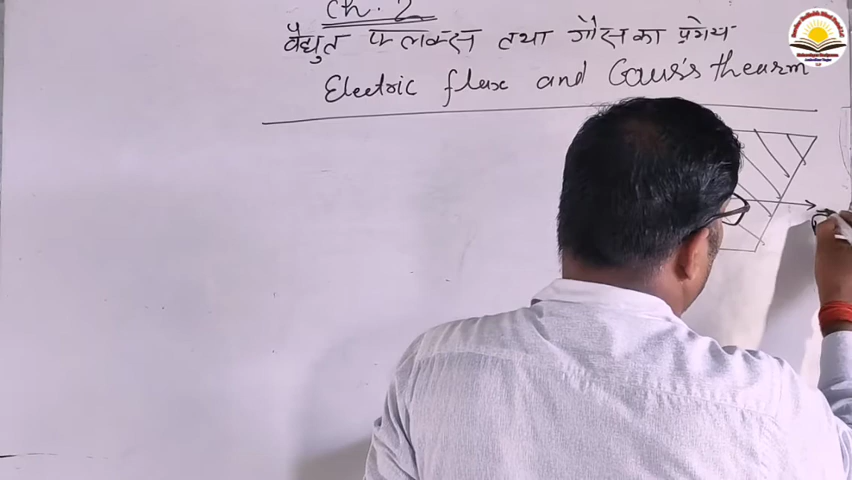 Ch. 2
वैद्युत फ्लक्स तथा गौस का प्रमेय
Electric flux and Gauss's thearm